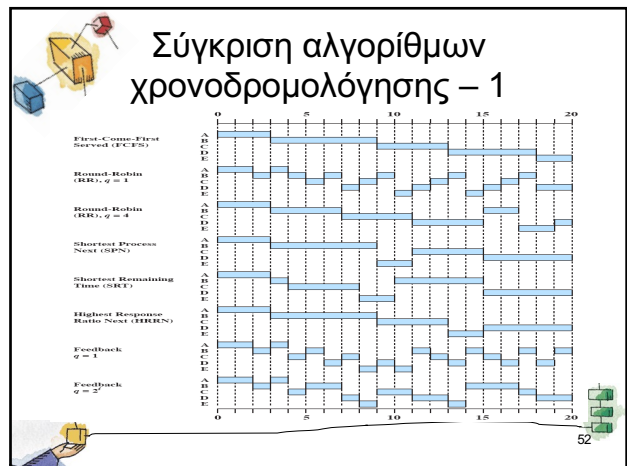 Σύγκριση αλγορίθμων
χρονοδρομολόγησης – 1
0 5 10 15 20
First-Come-First
Served (FCFS)
A
B
C
D
E
Round-Robin
(RR), q = 1
A
B
C
D
E
Round-Robin
(RR), q = 4
A
B
C
D
E
Shortest Process
Next (SPN)
A
B
C
D
E
Shortest Remaining
Time (SRT)
A
B
C
D
E
Highest Response
Ratio Next (HRRN)
A
B
C
D
E
Feedback
q = 1
A
B
C
D
E
Feedback
q = 2^i
A
B
C
D
E
0 5 10 15 20
52